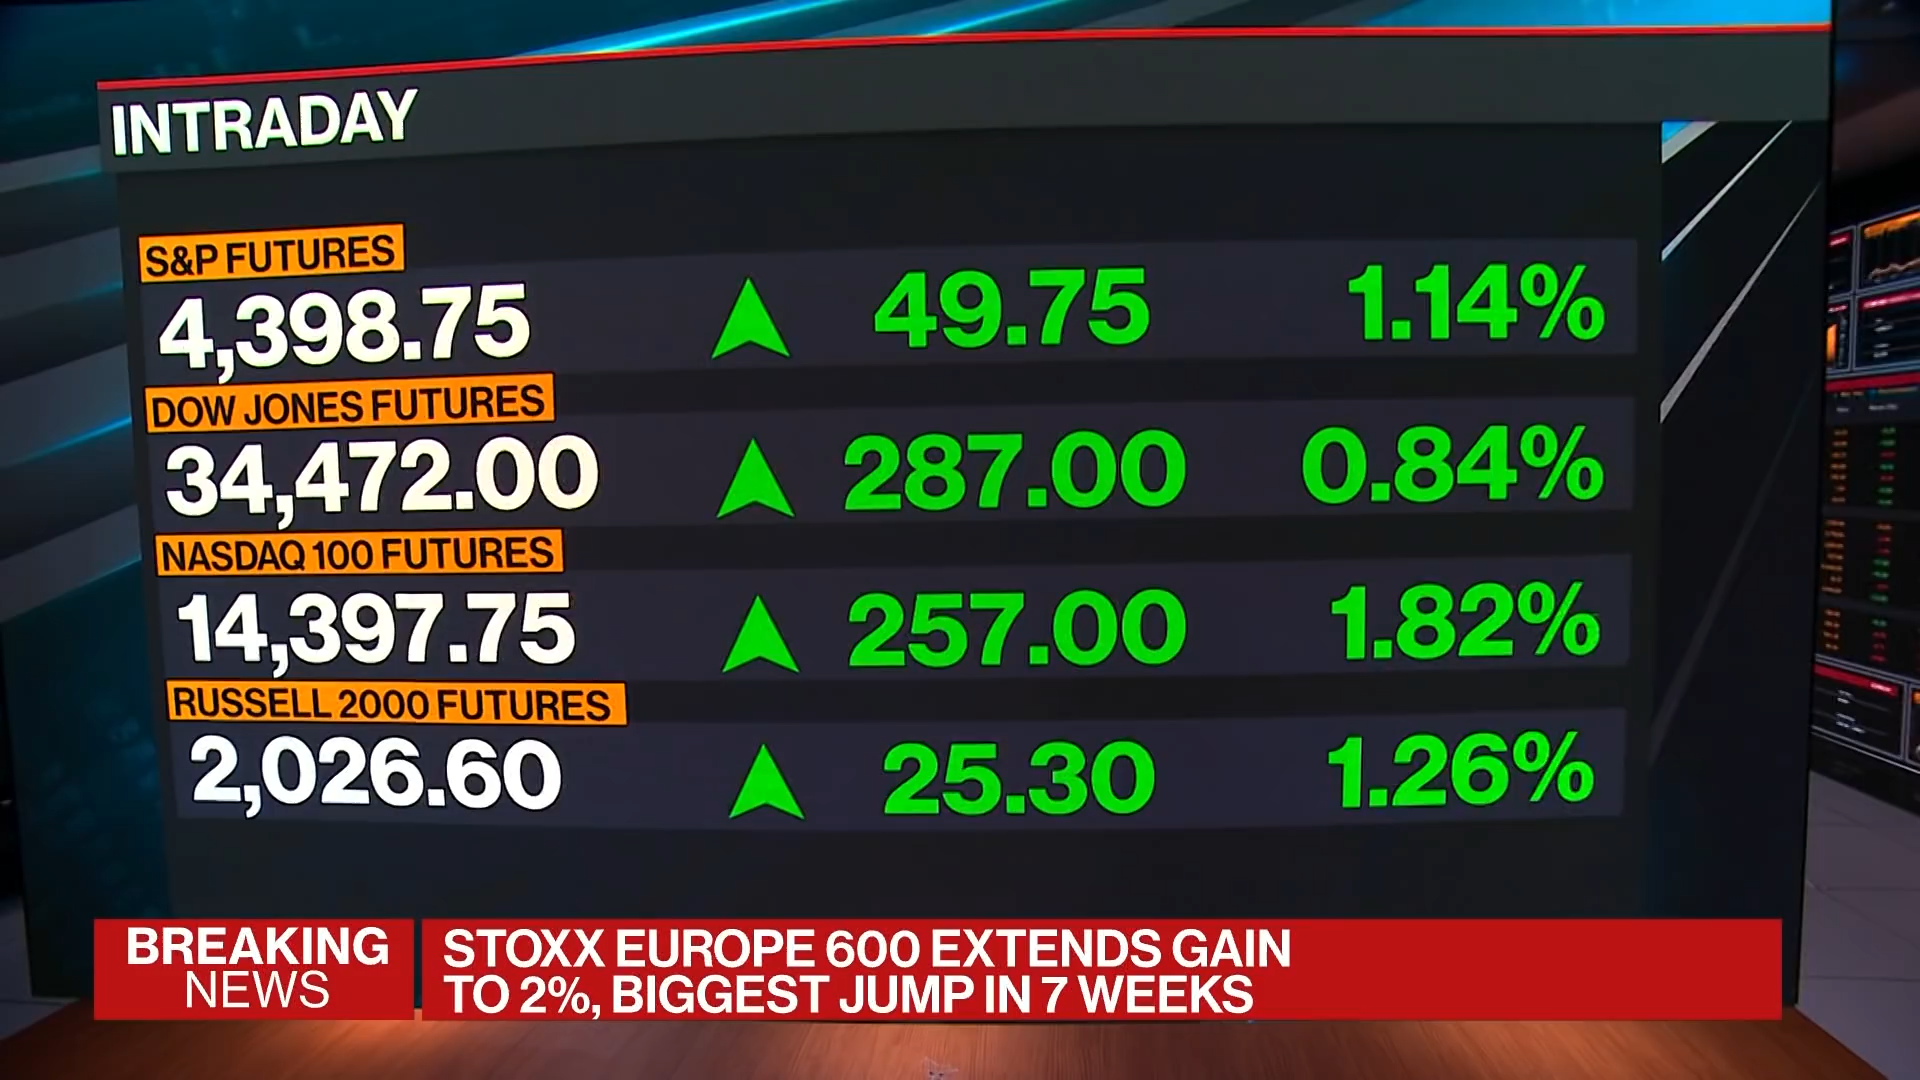 INTRADAY
S&P FUTURES
4,398.75 49.75 1.14%
DOW JONES FUTURES
34,472.00 287.00 0.84%
NASDAQ 100 FUTURES
14,397.75 257.00 1.82%
RUSSELL 2000 FUTURES
2,026.60 25.30 1.26%
BREAKING
NEWS
STOXX EUROPE 600 EXTENDS GAIN
TO 2%, BIGGEST JUMP IN 7 WEEKS